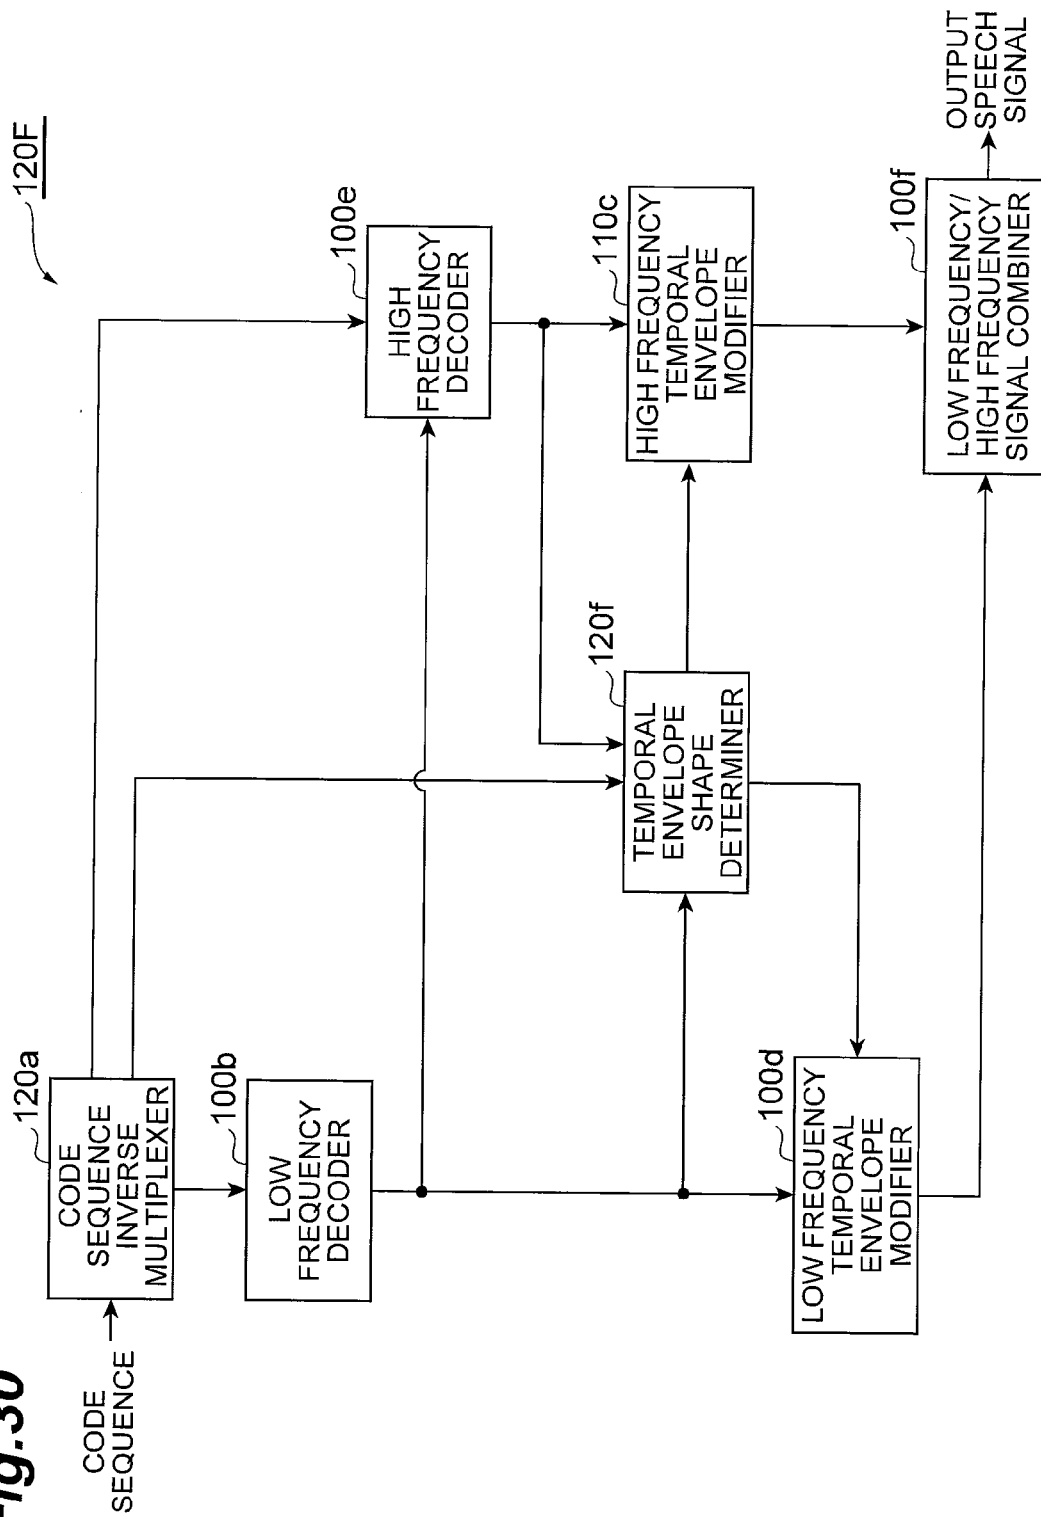 Fig.30
120F
CODE
SEQUENCE
120a
CODE
SEQUENCE
INVERSE
MULTIPLEXER
100b
LOW
FREQUENCY
DECODER
100e
HIGH
FREQUENCY
DECODER
120f
TEMPORAL
ENVELOPE
SHAPE
DETERMINER
110c
HIGH FREQUENCY
TEMPORAL
ENVELOPE
MODIFIER
100d
LOW FREQUENCY
TEMPORAL
ENVELOPE
MODIFIER
100f
LOW FREQUENCY/
HIGH FREQUENCY
SIGNAL COMBINER
OUTPUT
SPEECH
SIGNAL